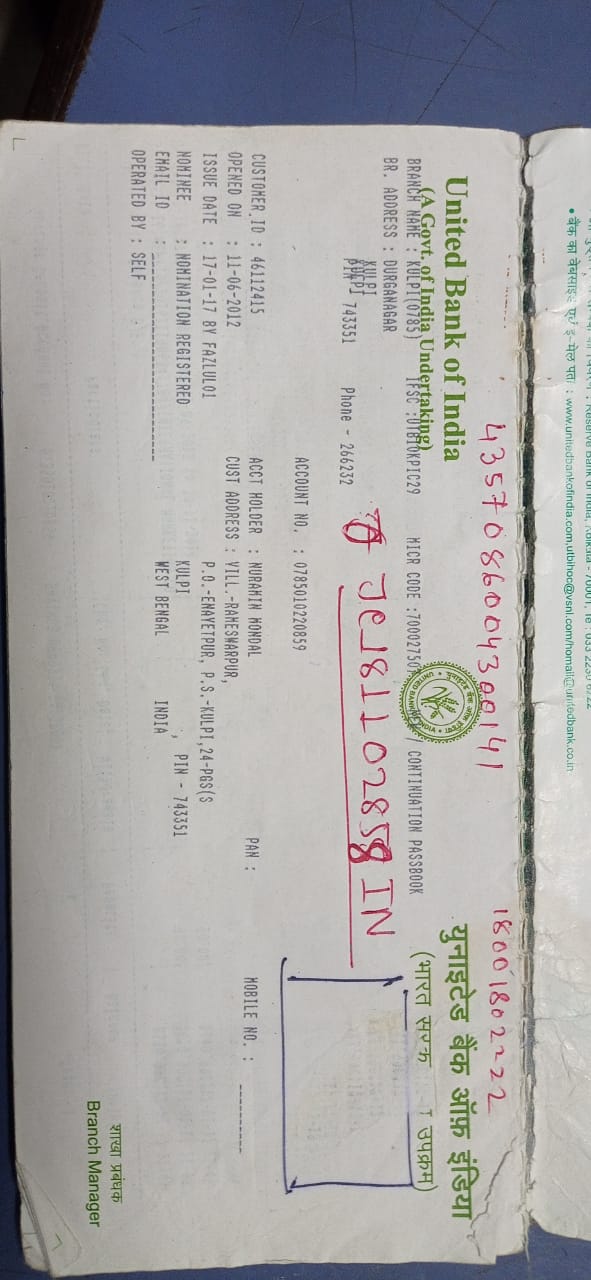 • बैंक का वेबसाइट एवं इ-मेल पता : www.unitedbankofindia.com,utbihoc@vsnl.com/homail@unitedbank.co.in
4357086004300141
18001802222
United Bank of India
युनाइटेड बैंक ऑफ़ इंडिया
(A Govt. of India Undertaking)
(भारत सरक उपक्रम)
BRANCH NAME : KULPI(0785) IFSC :UTBI0KPIC29 MICR CODE :70002750 CONTINUATION PASSBOOK
BR. ADDRESS : DURGANAGAR
KULPI
KULPI
PIN 743351 Phone - 266232
IN
ACCOUNT NO. : 0785010220859
CUSTOMER ID : 46112415 ACCT HOLDER : NURAMIN MONDAL PAN : MOBILE NO. :
OPENED ON : 11-06-2012 CUST ADDRESS : VILL.-RAMESWARPUR,
ISSUE DATE : 17-01-17 BY FAZLUL01 P.O.-ENAYETPUR, P.S.-KULPI,24-PGS(S
NOMINEE : NOMINATION REGISTERED KULPI , PIN - 743351
EMAIL ID : WEST BENGAL INDIA
OPERATED BY : SELF
शाखा प्रबंधक
Branch Manager